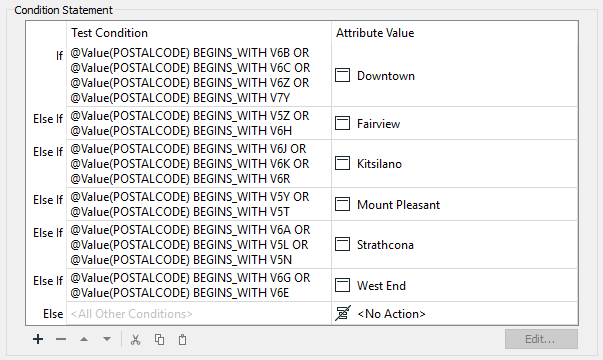 Condition Statement
Test Condition Attribute Value
If @Value(POSTALCODE) BEGINS_WITH V6B OR
@Value(POSTALCODE) BEGINS_WITH V6C OR
@Value(POSTALCODE) BEGINS_WITH V6Z OR
@Value(POSTALCODE) BEGINS_WITH V7Y
Downtown
Else If @Value(POSTALCODE) BEGINS_WITH V5Z OR
@Value(POSTALCODE) BEGINS_WITH V6H
Fairview
Else If @Value(POSTALCODE) BEGINS_WITH V6J OR
@Value(POSTALCODE) BEGINS_WITH V6K OR
@Value(POSTALCODE) BEGINS_WITH V6R
Kitsilano
Else If @Value(POSTALCODE) BEGINS_WITH V5Y OR
@Value(POSTALCODE) BEGINS_WITH V5T
Mount Pleasant
Else If @Value(POSTALCODE) BEGINS_WITH V6A OR
@Value(POSTALCODE) BEGINS_WITH V5L OR
@Value(POSTALCODE) BEGINS_WITH V5N
Strathcona
Else If @Value(POSTALCODE) BEGINS_WITH V6G OR
@Value(POSTALCODE) BEGINS_WITH V6E
West End
Else <All Other Conditions> <No Action>
Edit...